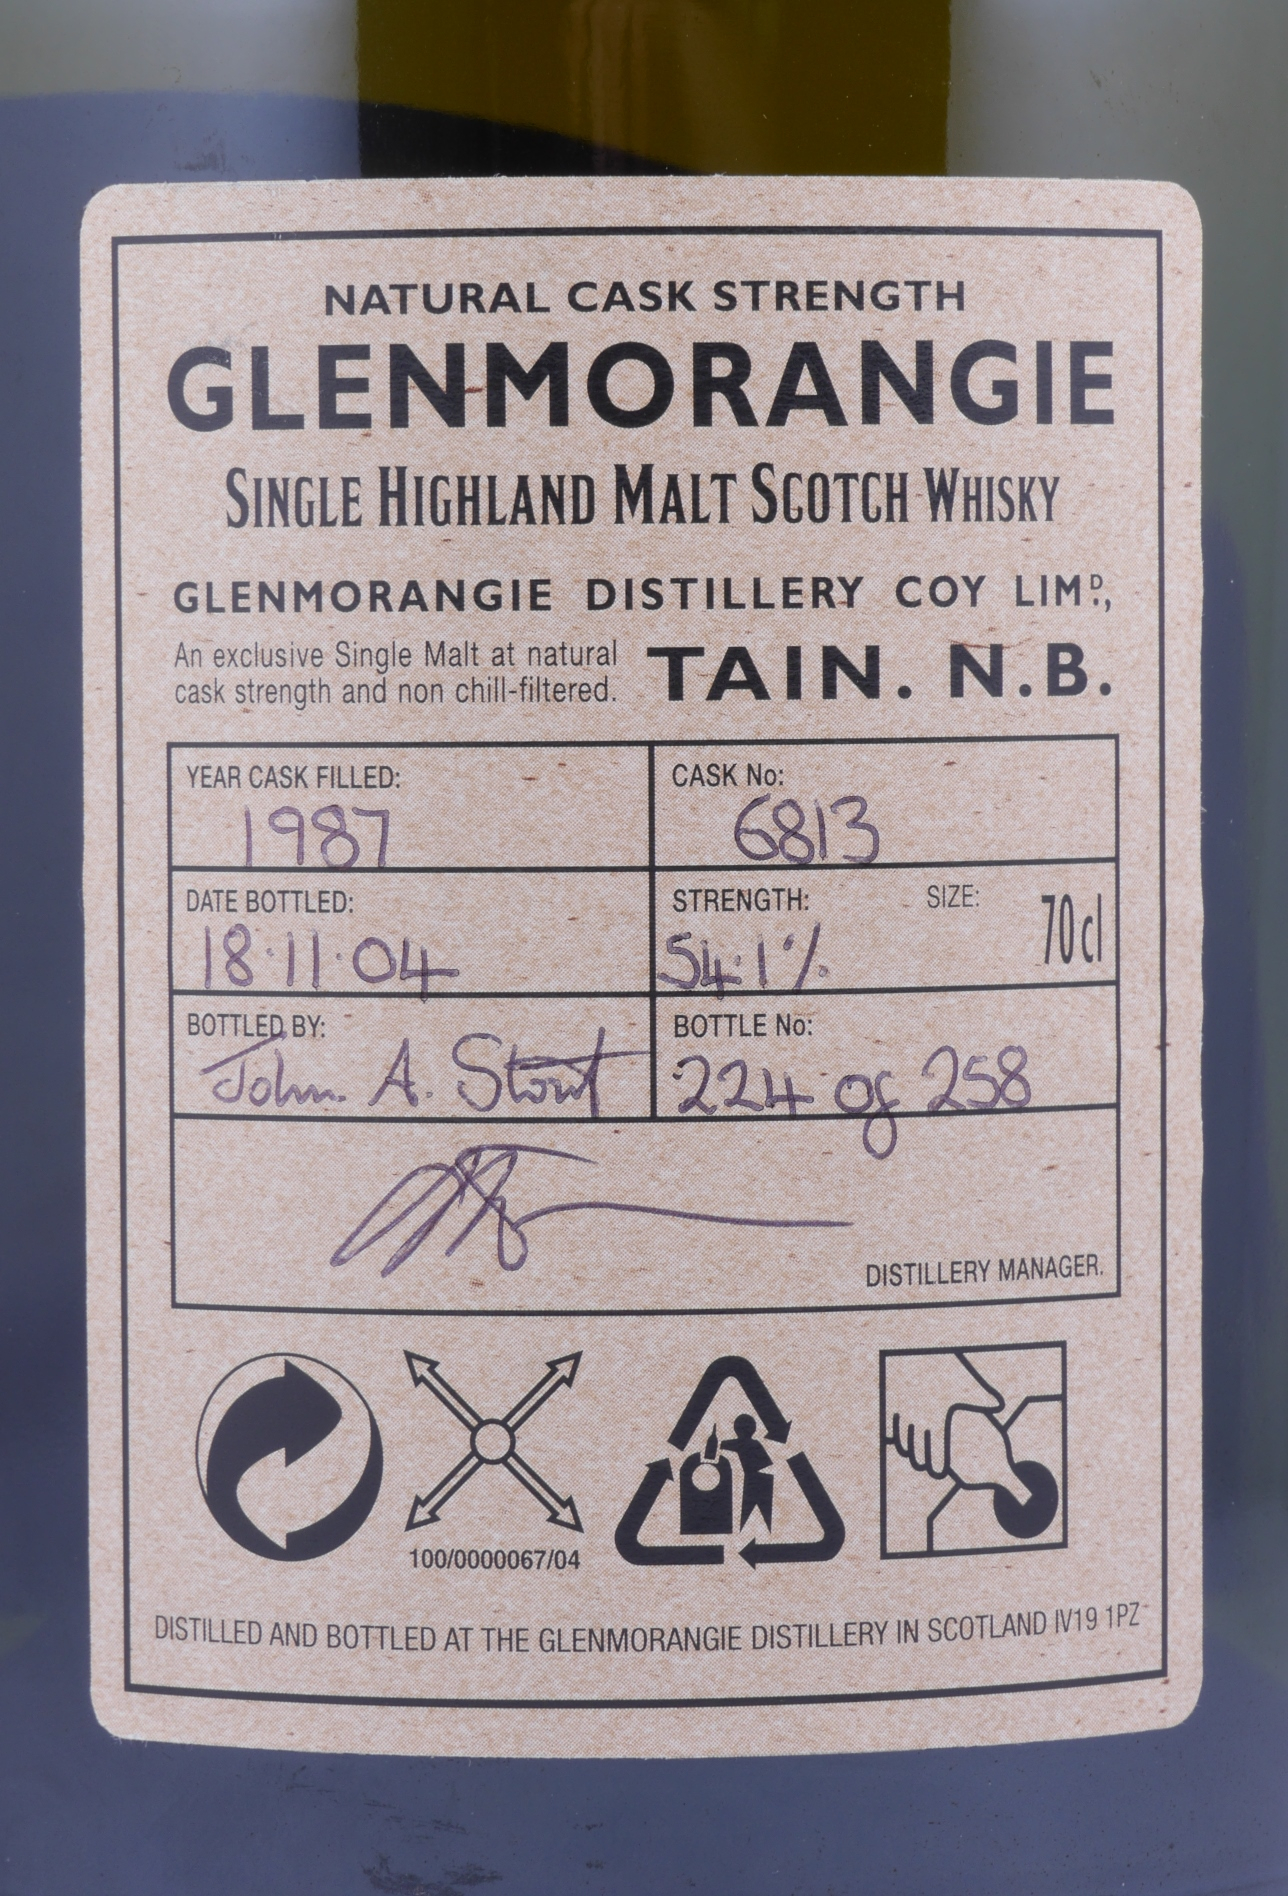 NATURAL CASK STRENGTH
GLENMORANGIE
SINGLE HIGHLAND MALT SCOTCH WHISKY
GLENMORANGIE DISTILLERY COY LIMD.,
An exclusive Single Malt at natural
cask strength and non chill-filtered.
TAIN. N.B.
YEAR CASK FILLED:
1987
CASK No:
6813
DATE BOTTLED:
18·11·04
STRENGTH:
54·1%
SIZE: 70cl
BOTTLED BY:
John. A. Stout
BOTTLE No:
224 of 258
DISTILLERY MANAGER.
100/0000067/04
DISTILLED AND BOTTLED AT THE GLENMORANGIE DISTILLERY IN SCOTLAND IV19 1PZ